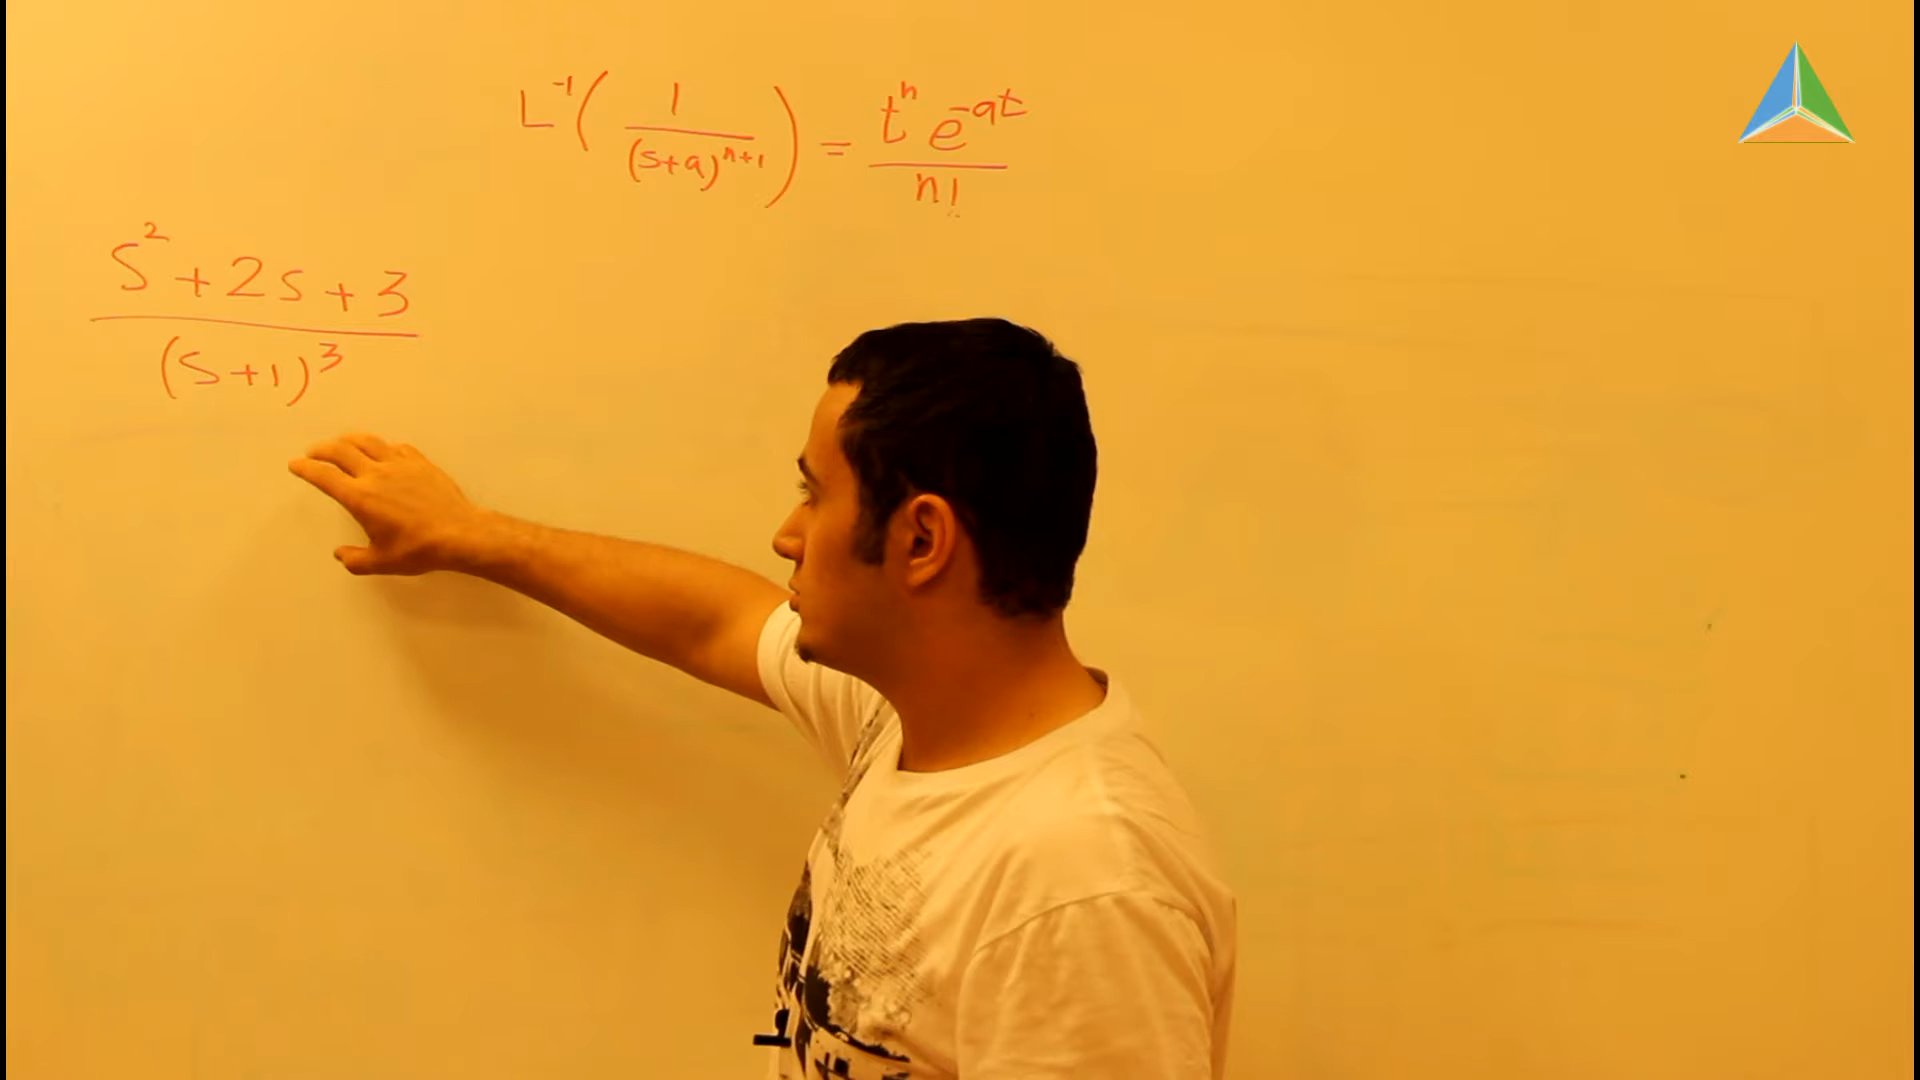 L⁻¹(1/(s+a)ⁿ⁺¹) = tⁿ e⁻ᵃᵗ/n!
s²+2s+3
(s+1)³